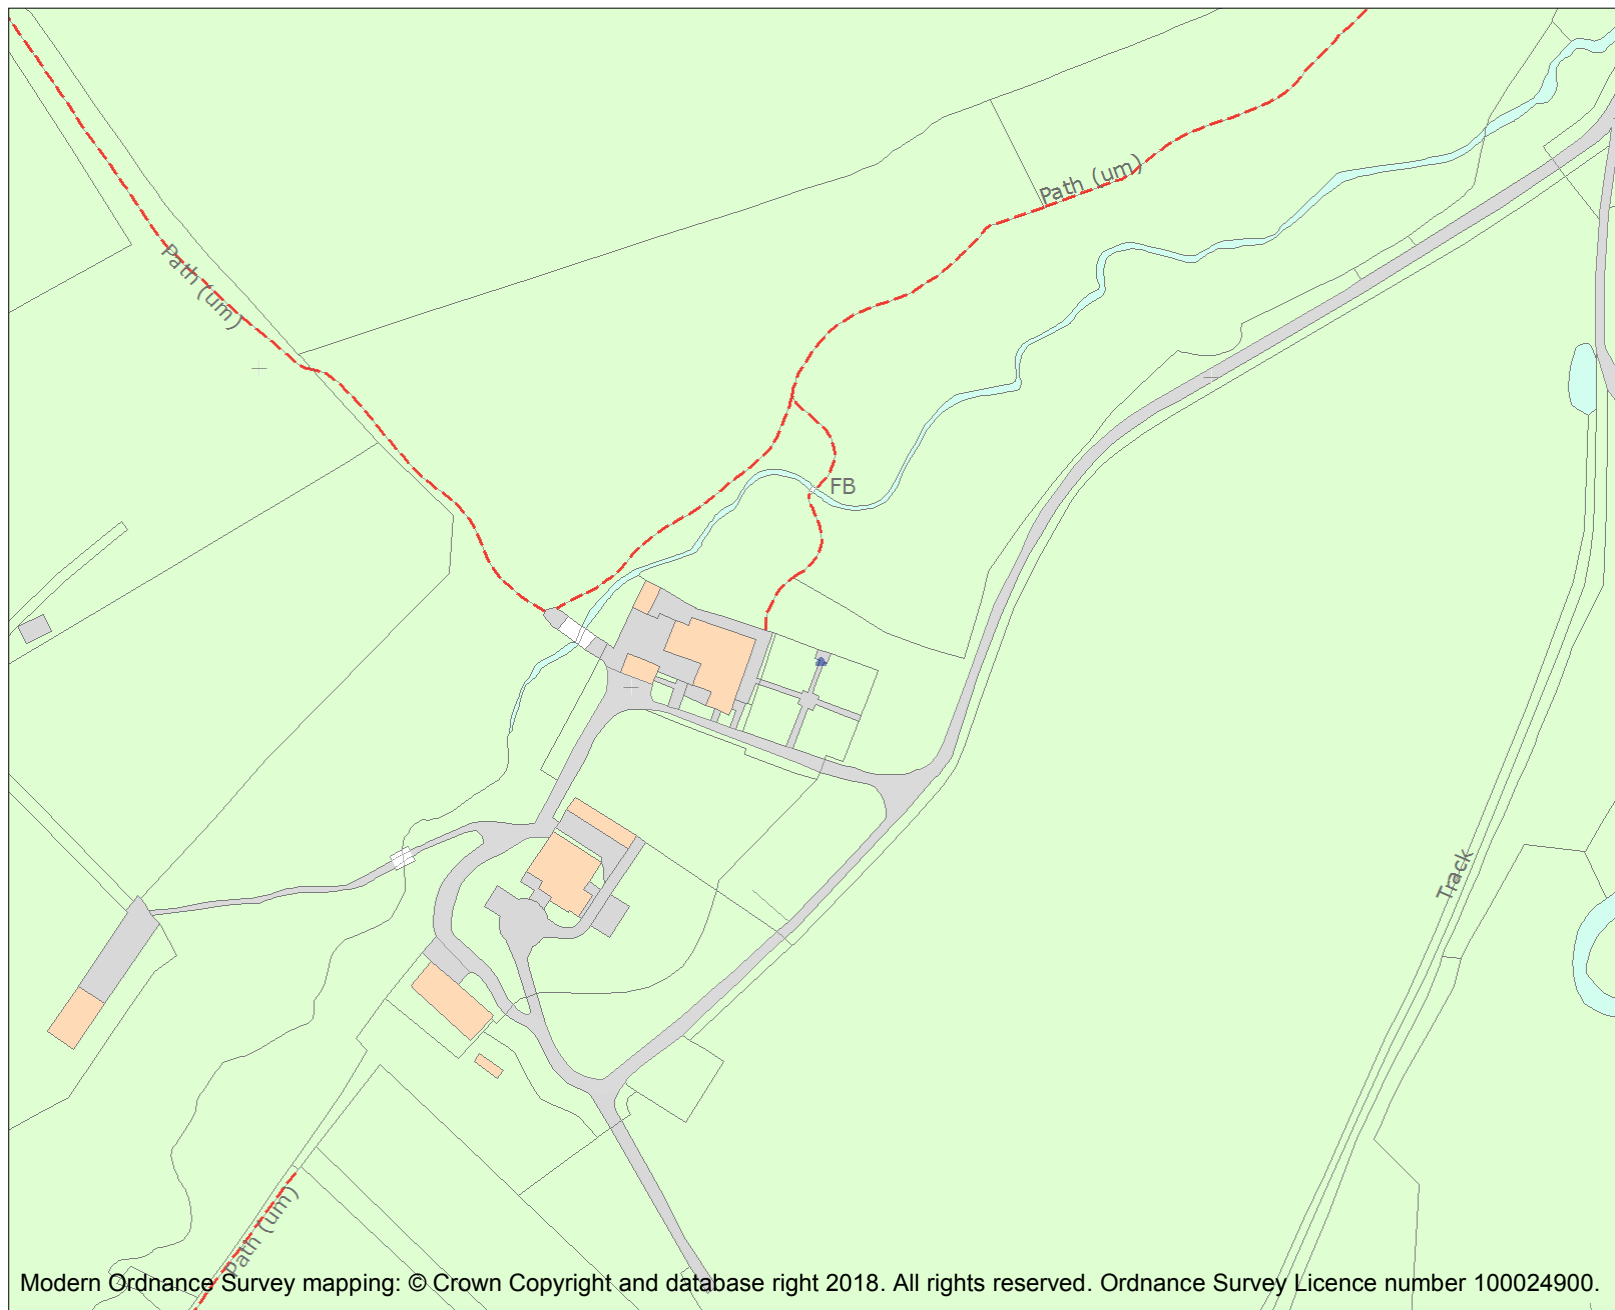 Path (um)
Path (um)
FB
Track
Path (um)
Modern Ordnance Survey mapping: © Crown Copyright and database right 2018. All rights reserved. Ordnance Survey Licence number 100024900.